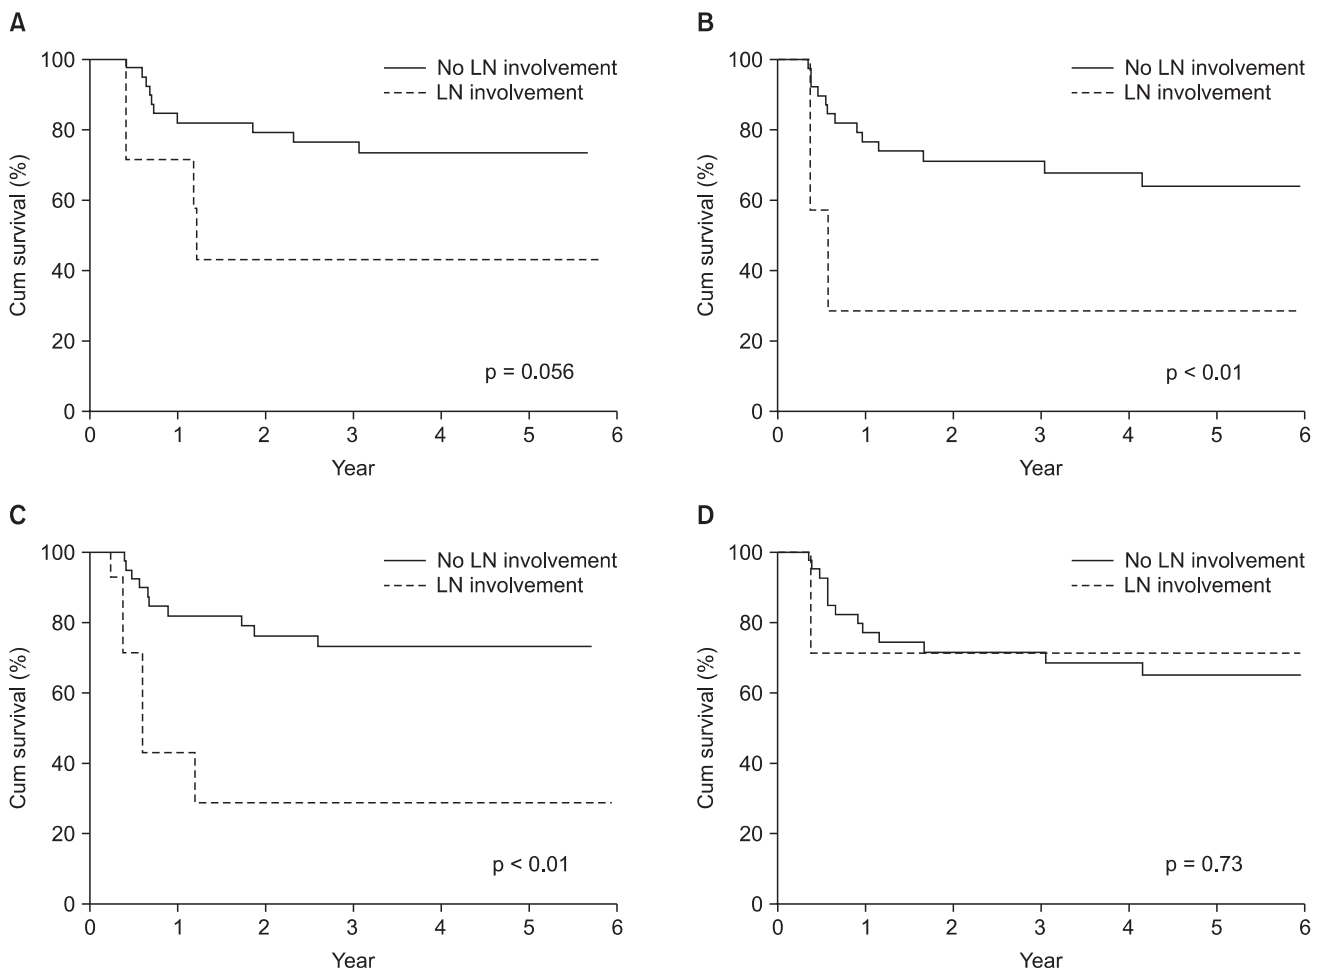 A
100
80
60
40
20
0
Cum survival (%)
No LN involvement
LN involvement
p = 0.056
0 1 2 3 4 5 6
Year
B
100
80
60
40
20
0
Cum survival (%)
No LN involvement
LN involvement
p < 0.01
0 1 2 3 4 5 6
Year
C
100
80
60
40
20
0
Cum survival (%)
No LN involvement
LN involvement
p < 0.01
0 1 2 3 4 5 6
Year
D
100
80
60
40
20
0
Cum survival (%)
No LN involvement
LN involvement
p = 0.73
0 1 2 3 4 5 6
Year